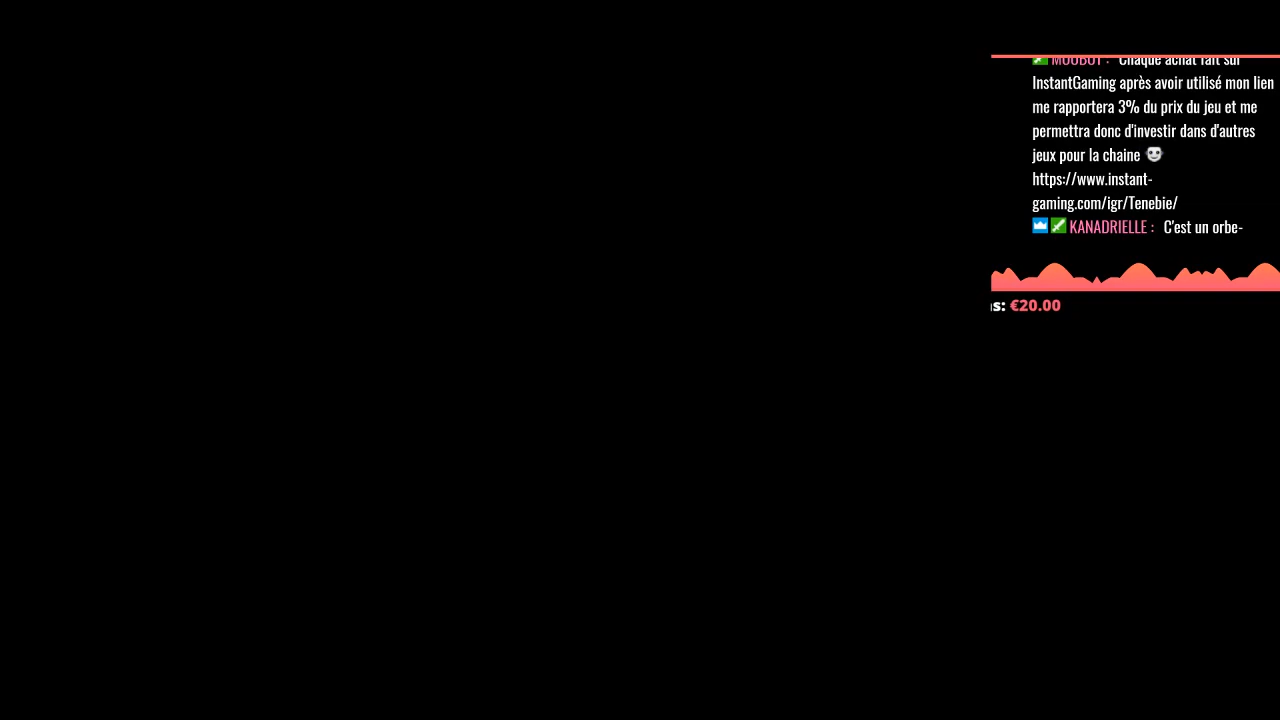 MOOBOT : Chaque achat fait sur
InstantGaming après avoir utilisé mon lien
me rapportera 3% du prix du jeu et me
permettra donc d'investir dans d'autres
jeux pour la chaine
https://www.instant-
gaming.com/igr/Tenebie/
KANADRIELLE : C'est un orbe-
s: €20.00